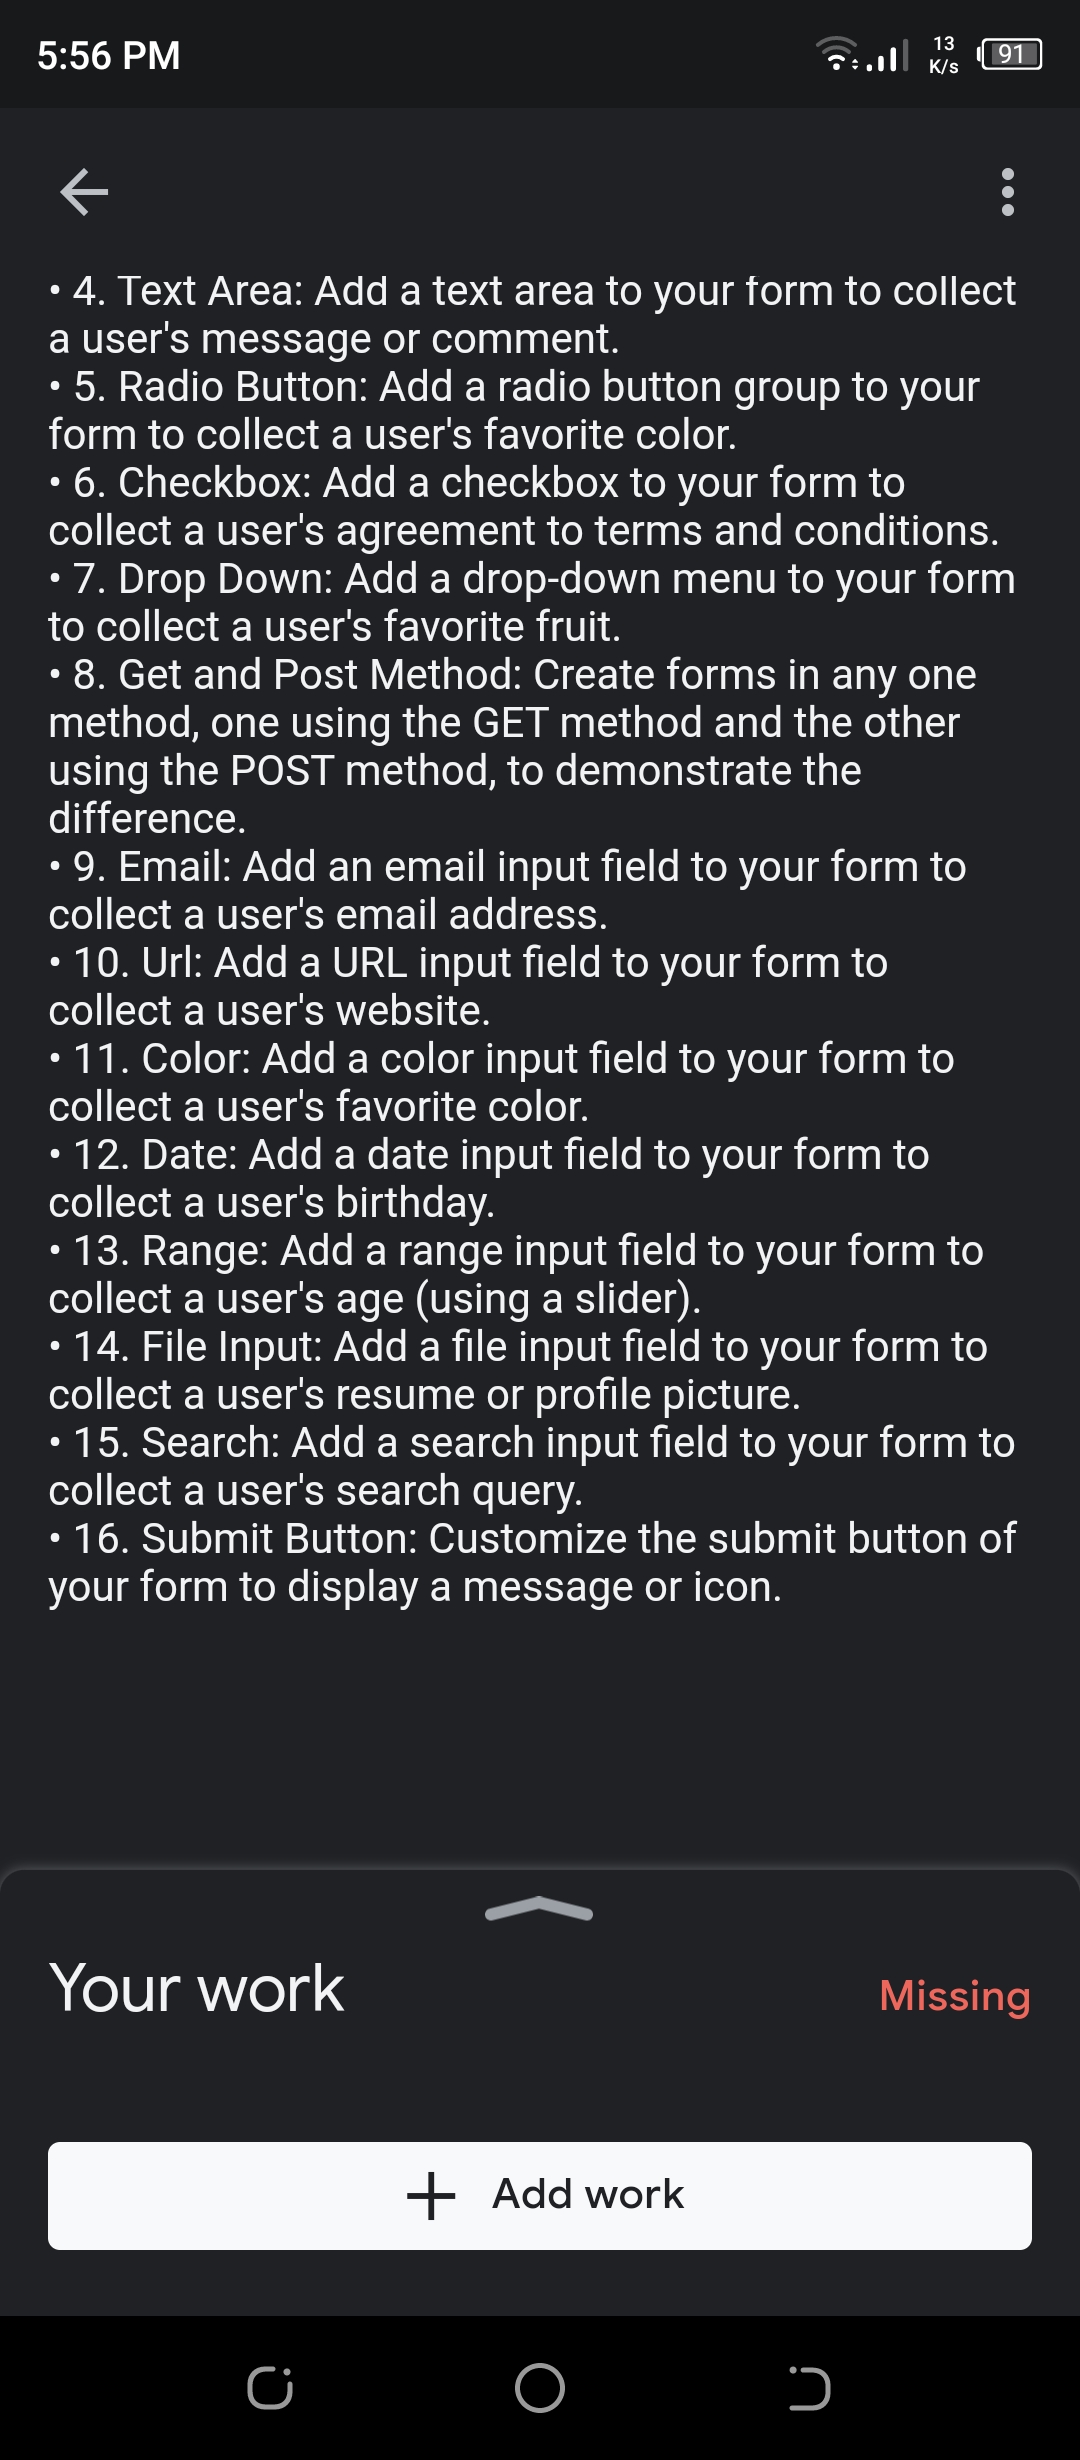 5:56 PM
13
K/s
91
• 4. Text Area: Add a text area to your form to collect
a user's message or comment.
• 5. Radio Button: Add a radio button group to your
form to collect a user's favorite color.
• 6. Checkbox: Add a checkbox to your form to
collect a user's agreement to terms and conditions.
• 7. Drop Down: Add a drop-down menu to your form
to collect a user's favorite fruit.
• 8. Get and Post Method: Create forms in any one
method, one using the GET method and the other
using the POST method, to demonstrate the
difference.
• 9. Email: Add an email input field to your form to
collect a user's email address.
• 10. Url: Add a URL input field to your form to
collect a user's website.
• 11. Color: Add a color input field to your form to
collect a user's favorite color.
• 12. Date: Add a date input field to your form to
collect a user's birthday.
• 13. Range: Add a range input field to your form to
collect a user's age (using a slider).
• 14. File Input: Add a file input field to your form to
collect a user's resume or profile picture.
• 15. Search: Add a search input field to your form to
collect a user's search query.
• 16. Submit Button: Customize the submit button of
your form to display a message or icon.
Your work
Missing
Add work